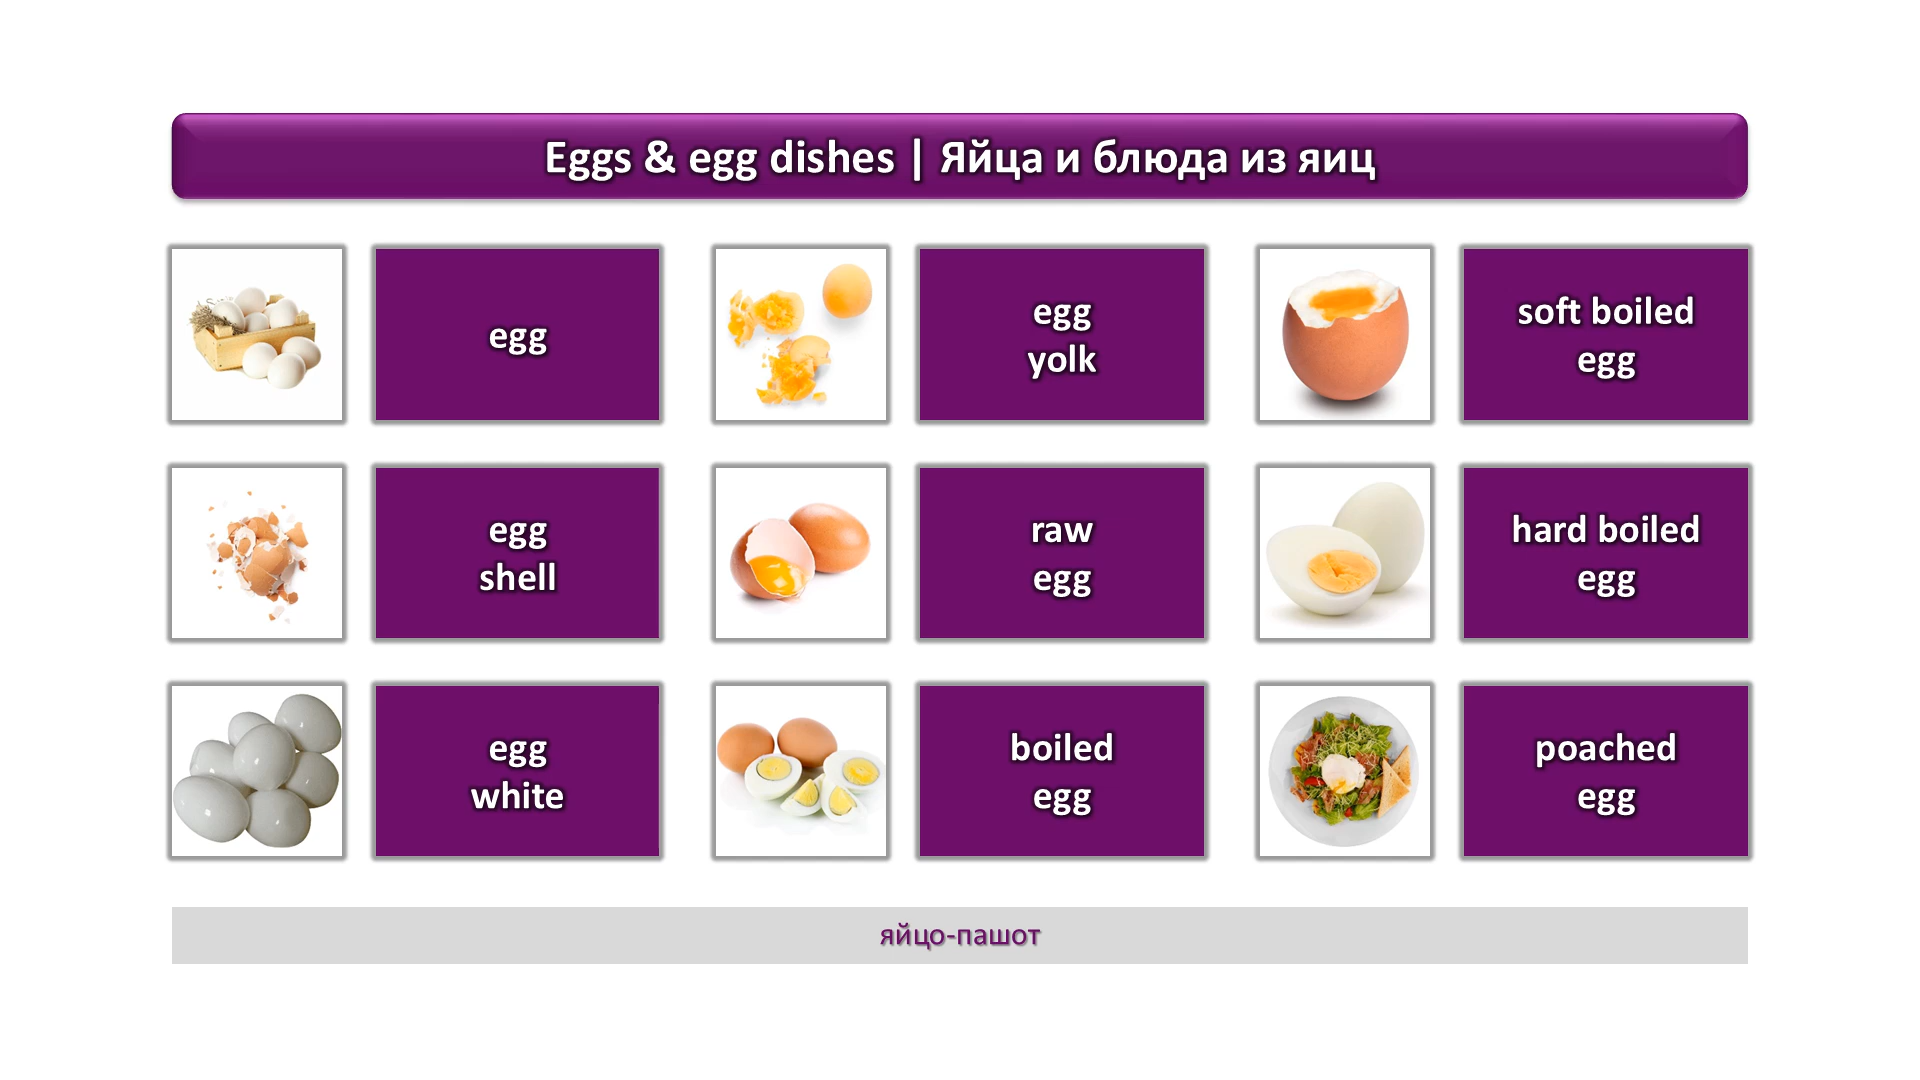 Eggs & egg dishes | Яйца и блюда из яиц
egg
egg
yolk
soft boiled
egg
egg
shell
raw
egg
hard boiled
egg
egg
white
boiled
egg
poached
egg
яйцо-пашот